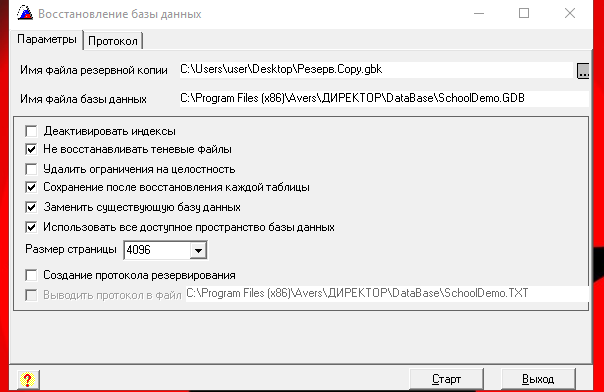 Восстановление базы данных
Параметры Протокол
Имя файла резервной копии C:\Users\user\Desktop\Резерв.Copy.gbk ...
Имя файла базы данных C:\Program Files (x86)\Avers\ДИРЕКТОР\DataBase\SchoolDemo.GDB
Деактивировать индексы
Не восстанавливать теневые файлы
Удалить ограничения на целостность
Сохранение после восстановления каждой таблицы
Заменить существующую базу данных
Использовать все доступное пространство базы данных
Размер страницы 4096
Создание протокола резервирования
Выводить протокол в файл C:\Program Files (x86)\Avers\ДИРЕКТОР\DataBase\SchoolDemo.TXT
? Старт Выход